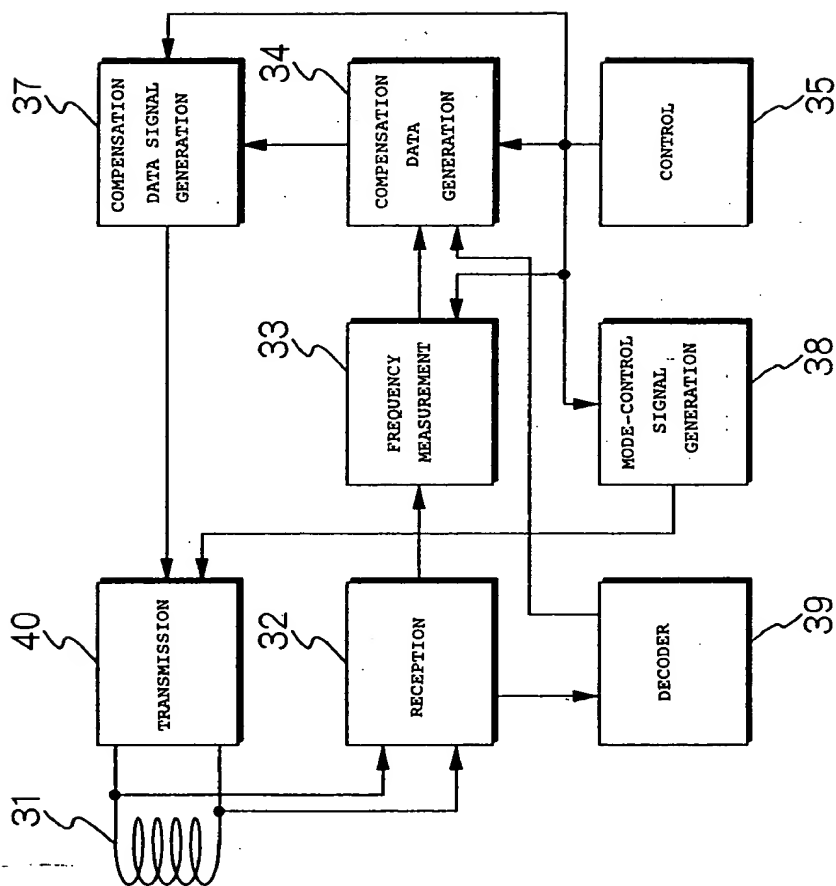 40
TRANSMISSION
37
COMPENSATION
DATA SIGNAL
GENERATION
31
32
RECEPTION
33
FREQUENCY
MEASUREMENT
34
COMPENSATION
DATA
GENERATION
DECODER
39
MODE-CONTROL
SIGNAL
GENERATION
38
CONTROL
35